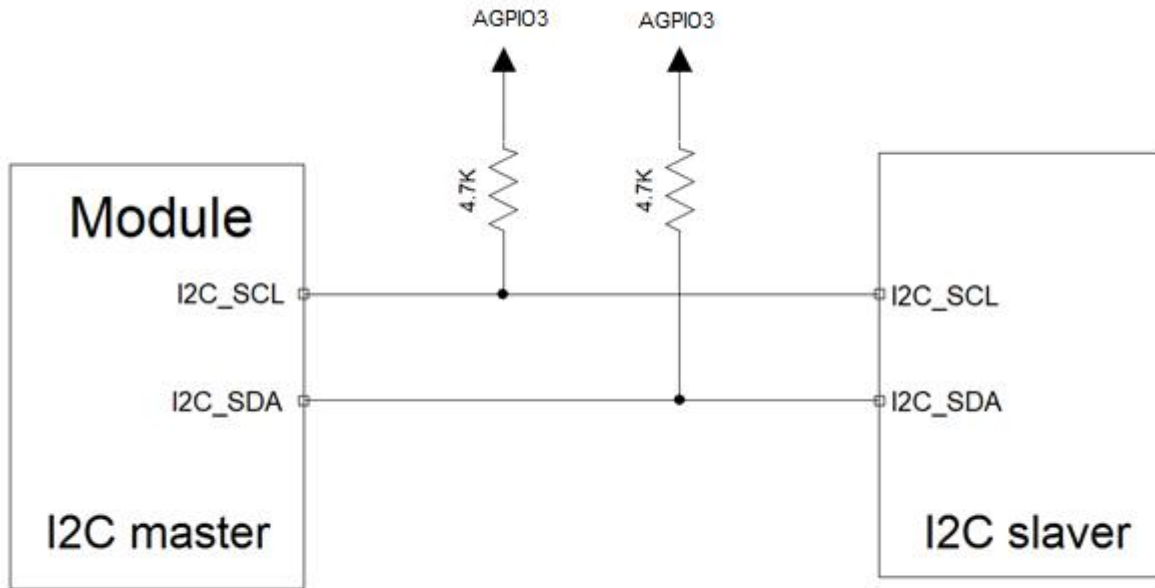 AGPIO3
AGPIO3
4.7K
4.7K
Module
I2C_SCL
I2C_SCL
I2C_SDA
I2C_SDA
I2C master
I2C slaver